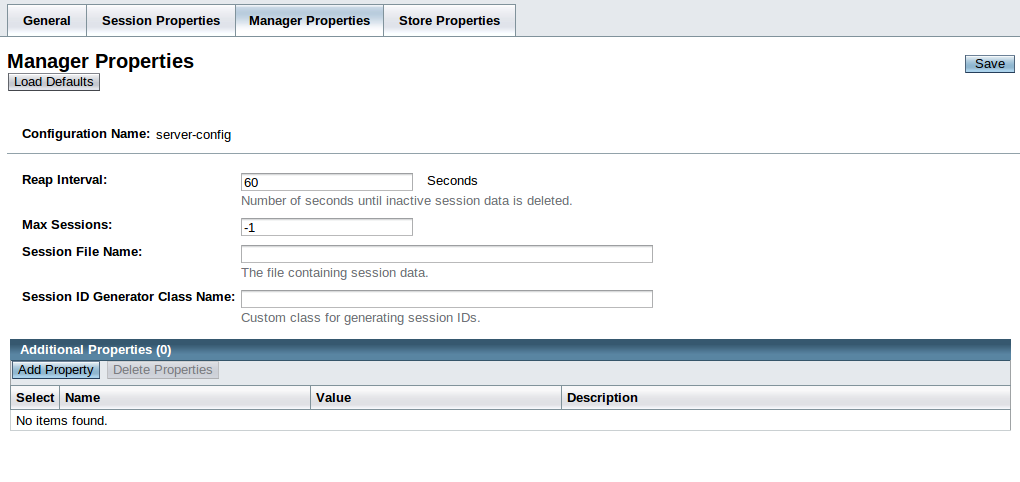 General Session Properties Manager Properties Store Properties
Manager Properties
Save
Load Defaults
Configuration Name: server-config
Reap Interval: 60 Seconds
Number of seconds until inactive session data is deleted.
Max Sessions: -1
Session File Name:
The file containing session data.
Session ID Generator Class Name:
Custom class for generating session IDs.
Additional Properties (0)
Add Property Delete Properties
Select Name Value Description
No items found.